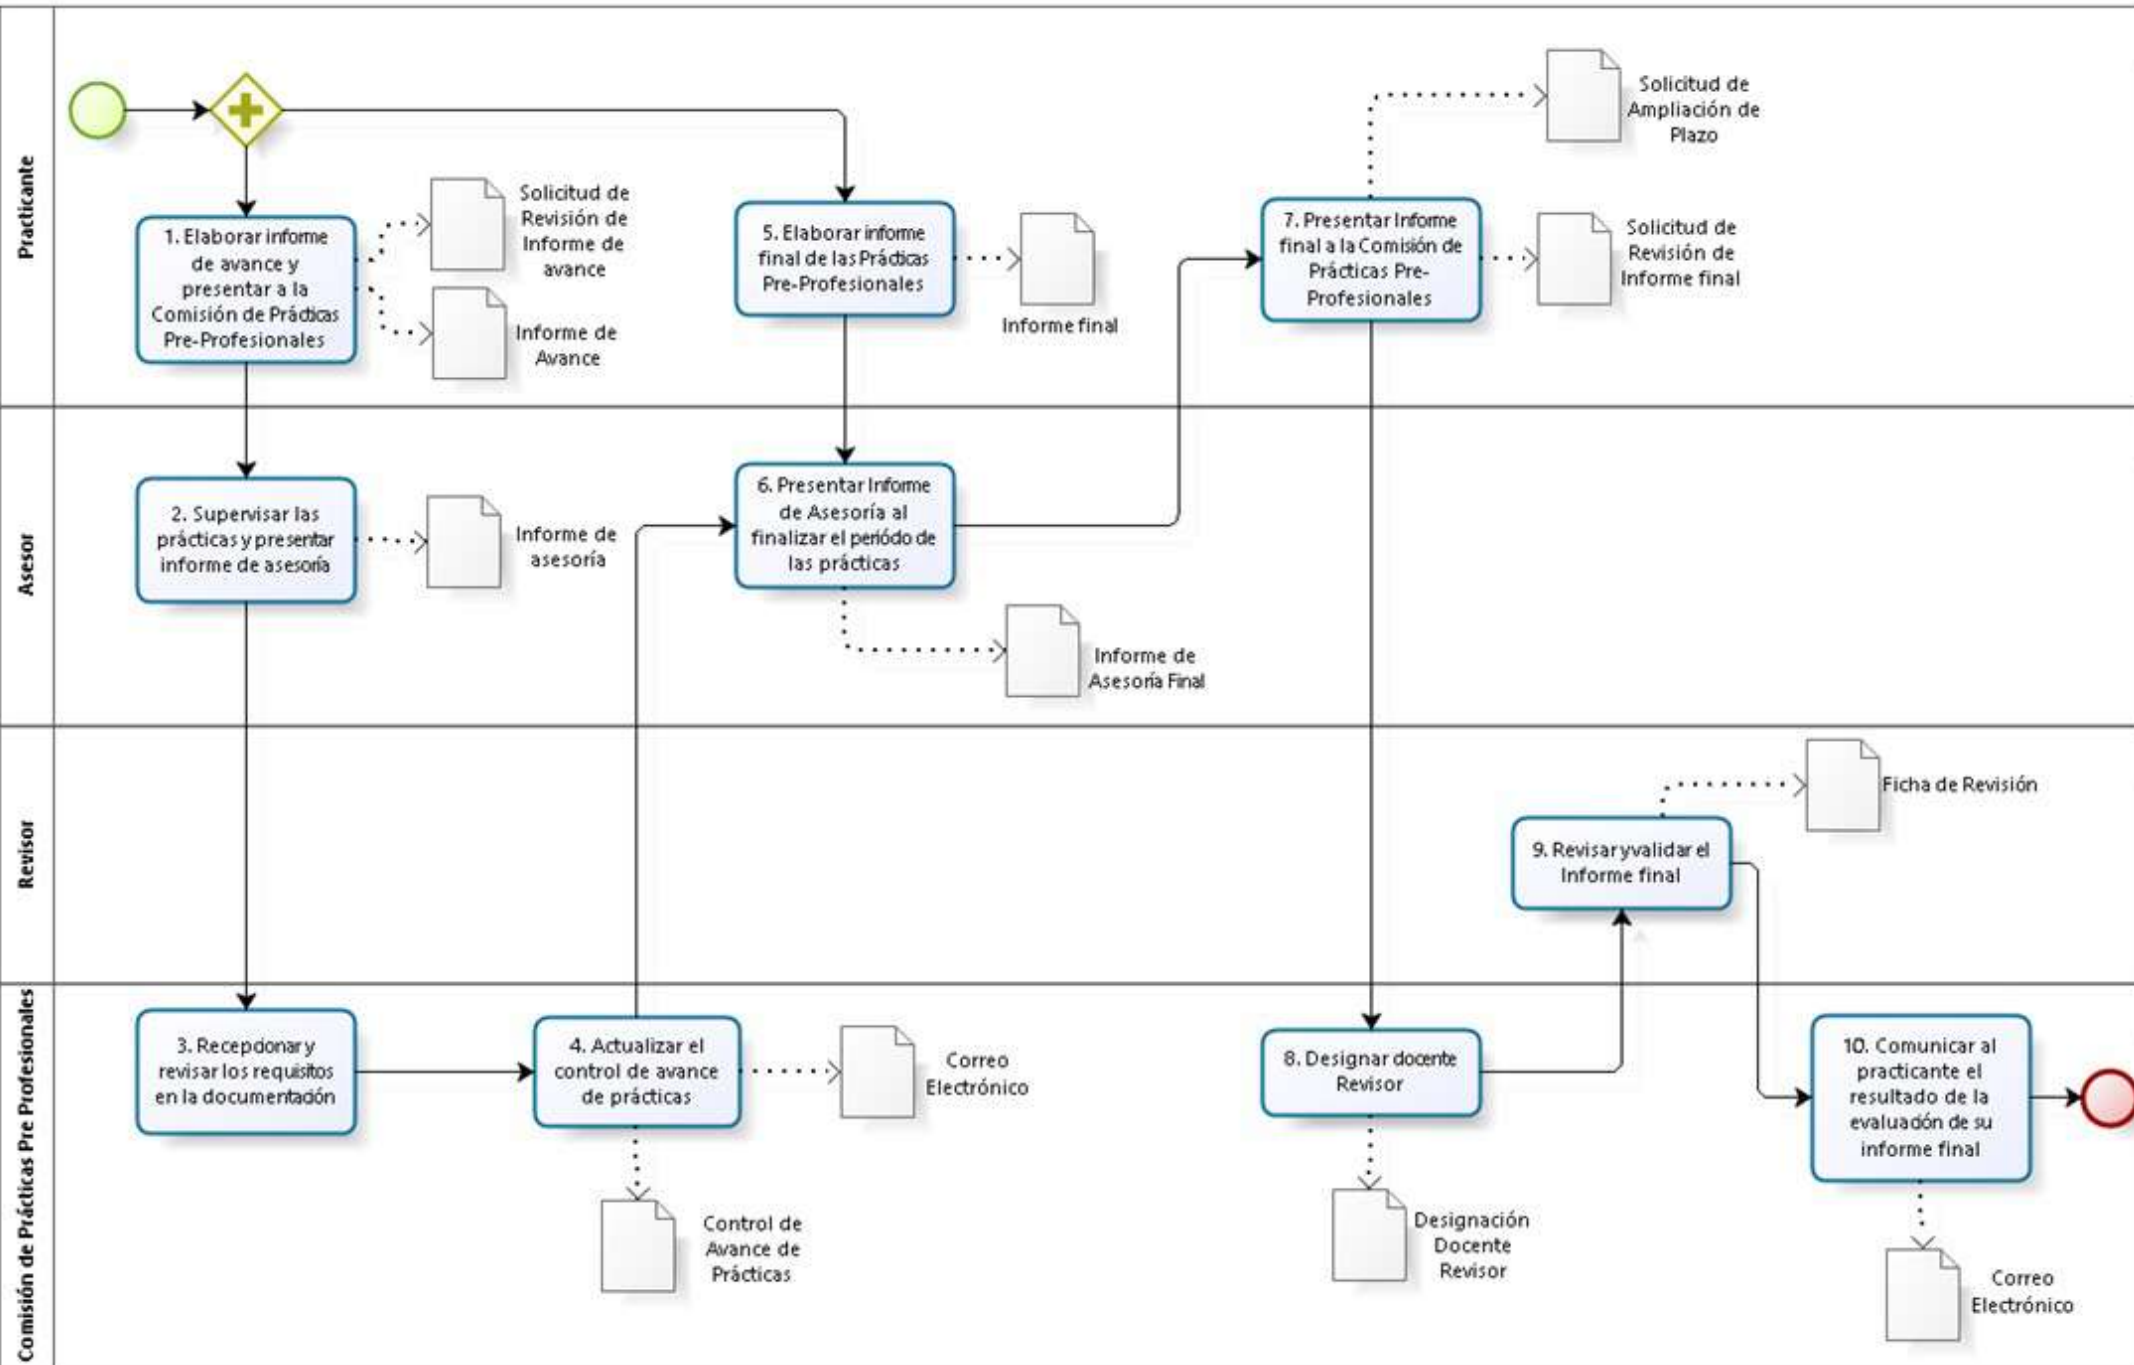 Practicante
1. Elaborar informe
de avance y
presentar a la
Comisión de Prácticas
Pre-Profesionales
Solicitud de
Revisión de
Informe de
avance
Informe de
Avance
5. Elaborar informe
final de las Prácticas
Pre-Profesionales
Informe final
7. Presentar Informe
final a la Comisión de
Prácticas Pre-
Profesionales
Solicitud de
Ampliación de
Plazo
Solicitud de
Revisión de
Informe final
Asesor
2. Supervisar las
prácticas y presentar
informe de asesoría
Informe de
asesoría
6. Presentar Informe
de Asesoría al
finalizar el periódo de
las prácticas
Informe de
Asesoría Final
Revisor
9. Revisar y validar el
Informe final
Ficha de Revisión
Comisión de Prácticas Pre Profesionales
3. Recepcionar y
revisar los requisitos
en la documentación
4. Actualizar el
control de avance
de prácticas
Correo
Electrónico
Control de
Avance de
Prácticas
8. Designar docente
Revisor
Designación
Docente
Revisor
10. Comunicar al
practicante el
resultado de la
evaluación de su
informe final
Correo
Electrónico